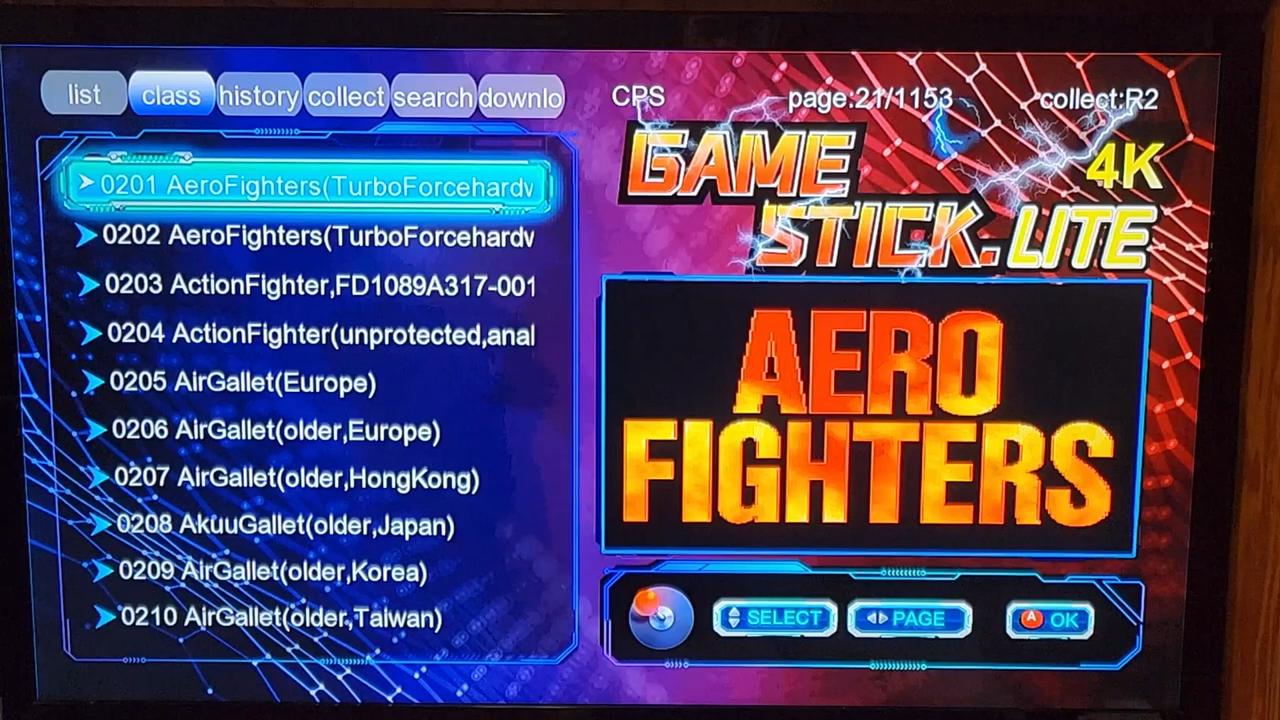 list class history collect search downlo
CPS page:21/1153 collect:R2
GAME 4K
STICK. LITE
0201 AeroFighters(TurboForcehardw
0202 AeroFighters(TurboForcehardw
0203 ActionFighter,FD1089A317-001
0204 ActionFighter(unprotected,anal
0205 AirGallet(Europe)
0206 AirGallet(older,Europe)
0207 AirGallet(older,HongKong)
0208 AkuuGallet(older,Japan)
0209 AirGallet(older,Korea)
0210 AirGallet(older,Taiwan)
AERO
FIGHTERS
SELECT PAGE A OK